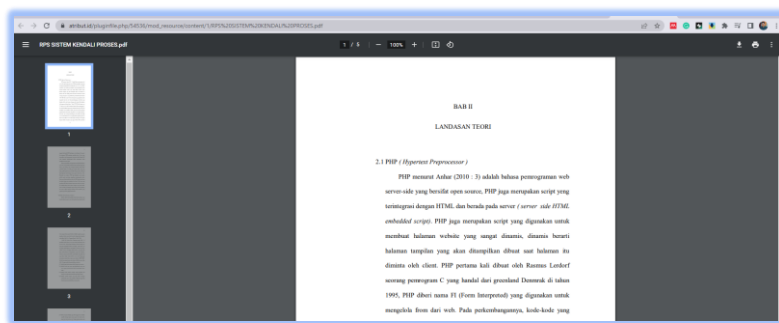 atribut.id/pluginfile.php/54536/mod_resource/content/1/RPS%20SISTEM%20KENDALI%20PROSES.pdf
RPS SISTEM KENDALI PROSES.pdf
1 / 6
100%
1
2
3
BAB II
LANDASAN TEORI
2.1 PHP ( Hypertext Preprocessor )
PHP menurut Anhar (2010 : 3) adalah bahasa pemrograman web
server-side yang bersifat open source, PHP juga merupakan script yeng
terintegrasi dengan HTML dan berada pada server ( server side HTML
embedded script). PHP juga merupakan script yang digunakan untuk
membuat halaman website yang sangat dinamis, dinamis berarti
halaman tampilan yang akan ditampilkan dibuat saat halaman itu
diminta oleh client. PHP pertama kali dibuat oleh Rasmus Lerdorf
seorang pemrogram C yang handal dari greenland Denmrak di tahun
1995, PHP diberi nama FI (Form Interpreted) yang digunakan untuk
mengelola from dari web. Pada perkembangannya, kode-kode yang